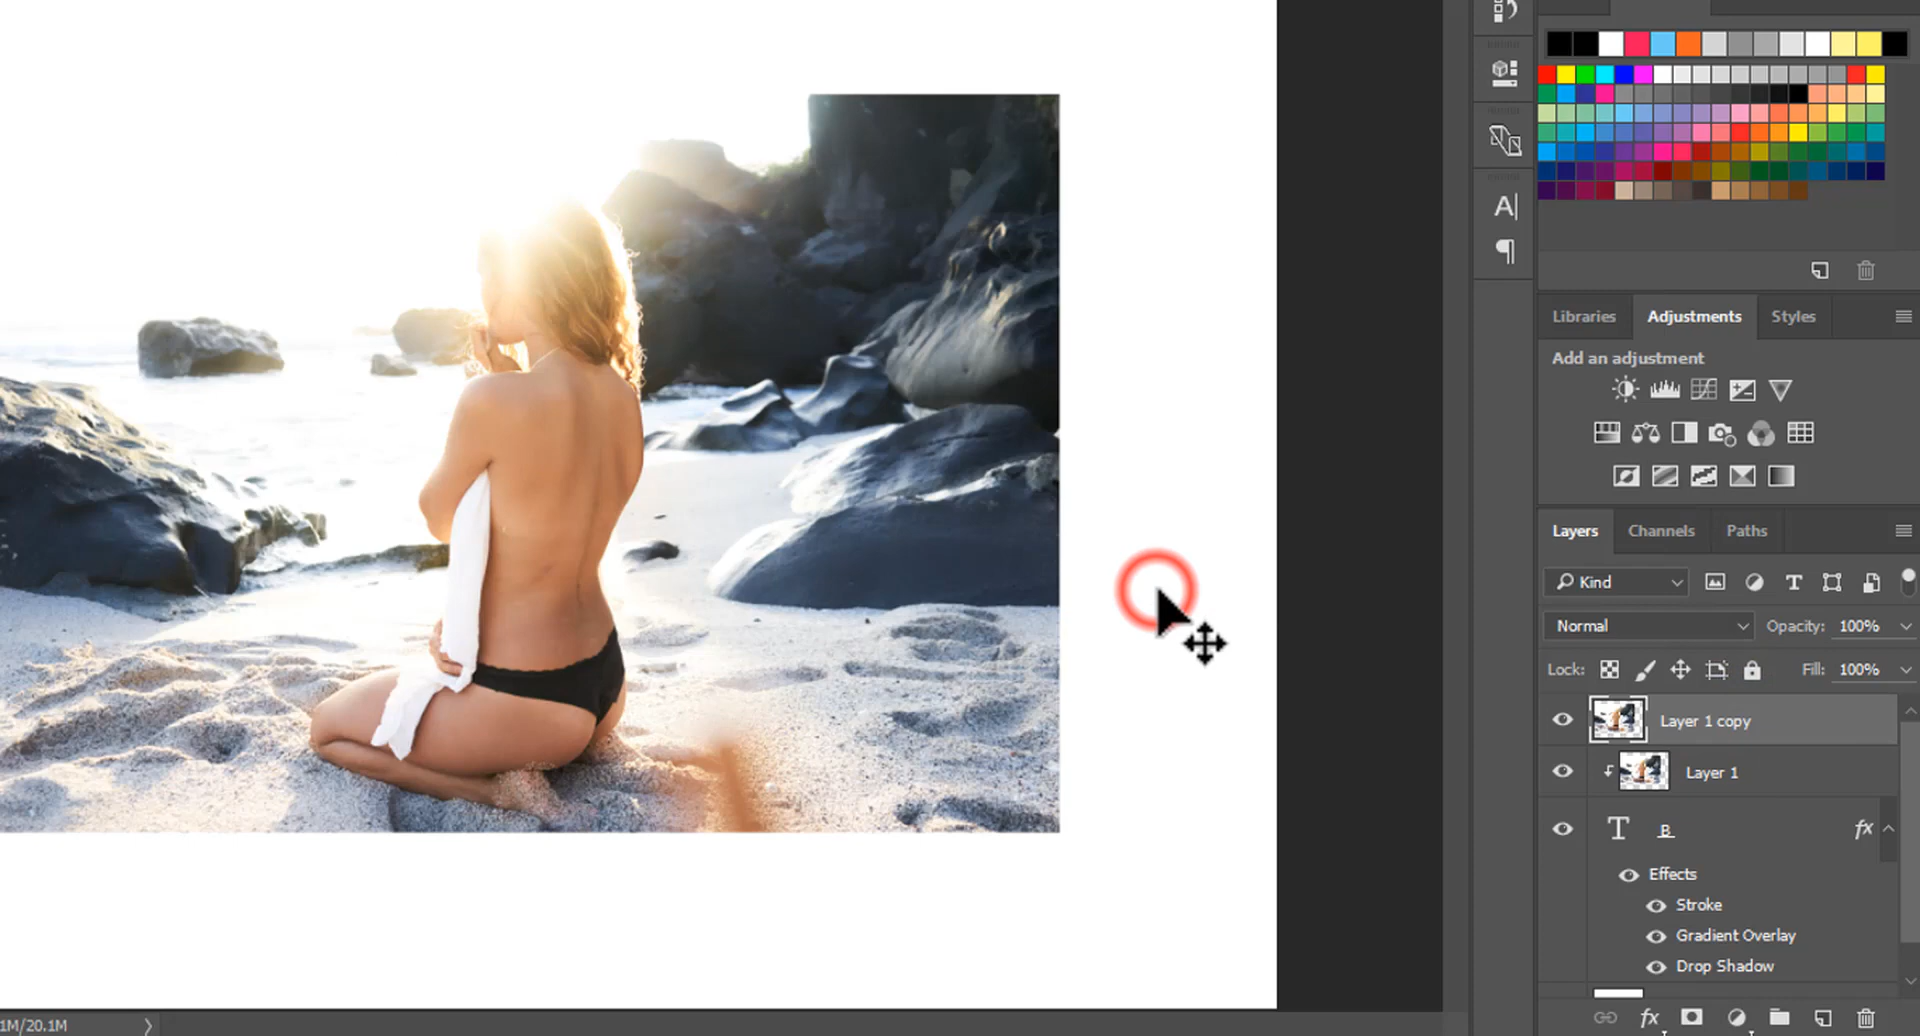 A|
Libraries Adjustments Styles
Add an adjustment
Layers Channels Paths
Kind T
Normal Opacity: 100%
Lock: Fill: 100%
Layer 1 copy
Layer 1
T B fx
Effects
Stroke
Gradient Overlay
Drop Shadow
fx
1M/20.1M